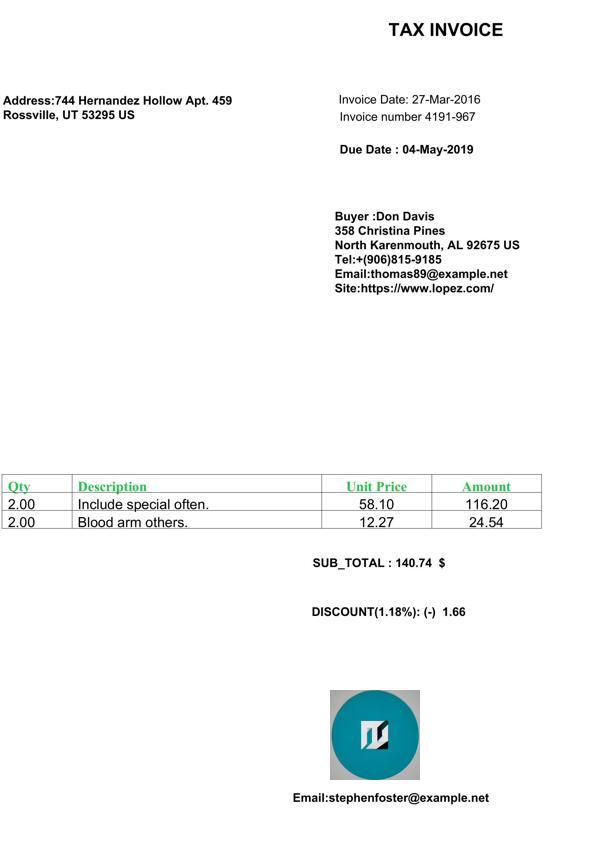 TAX INVOICE
Address:744 Hernandez Hollow Apt. 459
Rossville, UT 53295 US
Invoice Date: 27-Mar-2016
Invoice number 4191-967
Due Date : 04-May-2019
Buyer :Don Davis
358 Christina Pines
North Karenmouth, AL 92675 US
Tel:+(906)815-9185
Email:thomas89@example.net
Site:https://www.lopez.com/
Qty Description Unit Price Amount
2.00 Include special often. 58.10 116.20
2.00 Blood arm others. 12.27 24.54
SUB_TOTAL : 140.74 $
DISCOUNT(1.18%): (-) 1.66
Email:stephenfoster@example.net